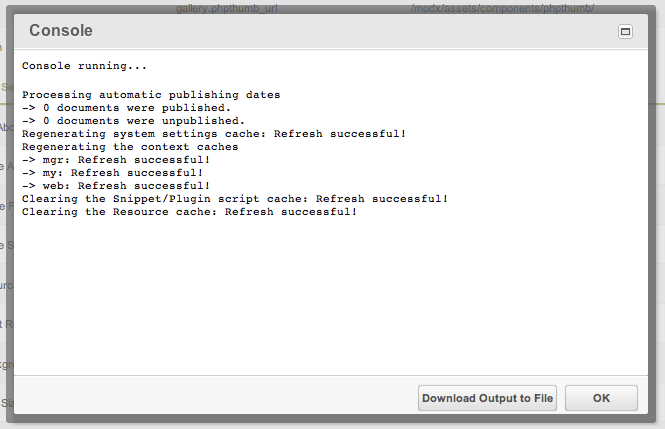 gallery.phpthumb_url /modx/assets/components/phpthumb/
Console
Console running...
Processing automatic publishing dates
-> 0 documents were published.
-> 0 documents were unpublished.
Regenerating system settings cache: Refresh successful!
Regenerating the context caches
-> mgr: Refresh successful!
-> my: Refresh successful!
-> web: Refresh successful!
Clearing the Snippet/Plugin script cache: Refresh successful!
Clearing the Resource cache: Refresh successful!
Download Output to File OK